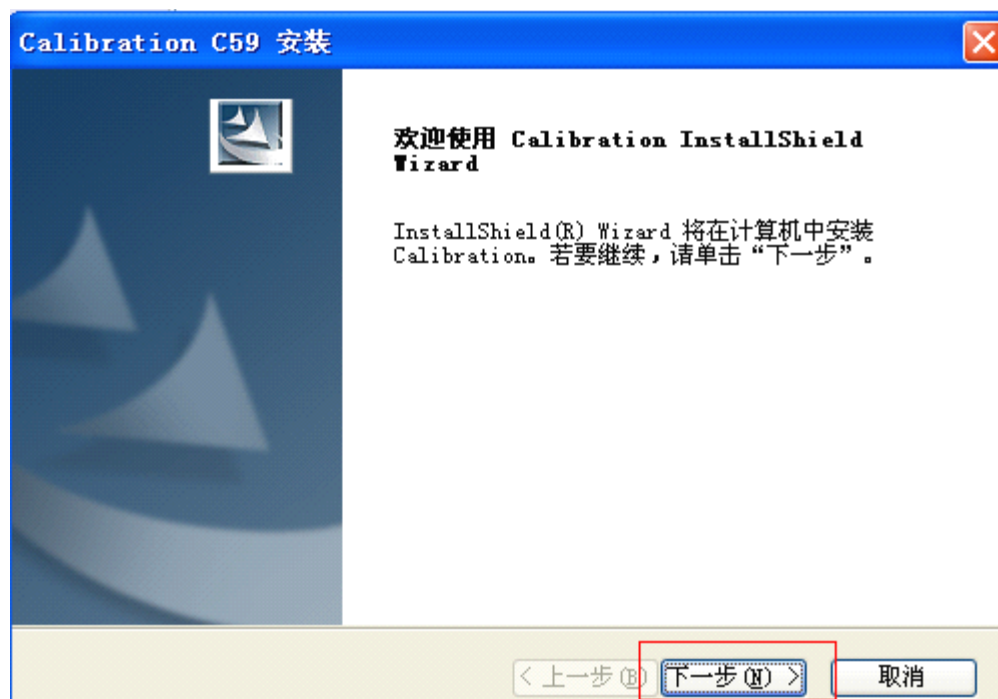 Calibration C59 安装
欢迎使用 Calibration InstallShield
Wizard
InstallShield(R) Wizard 将在计算机中安装
Calibration。若要继续，请单击“下一步”。
< 上一步(B)
下一步(N) >
取消